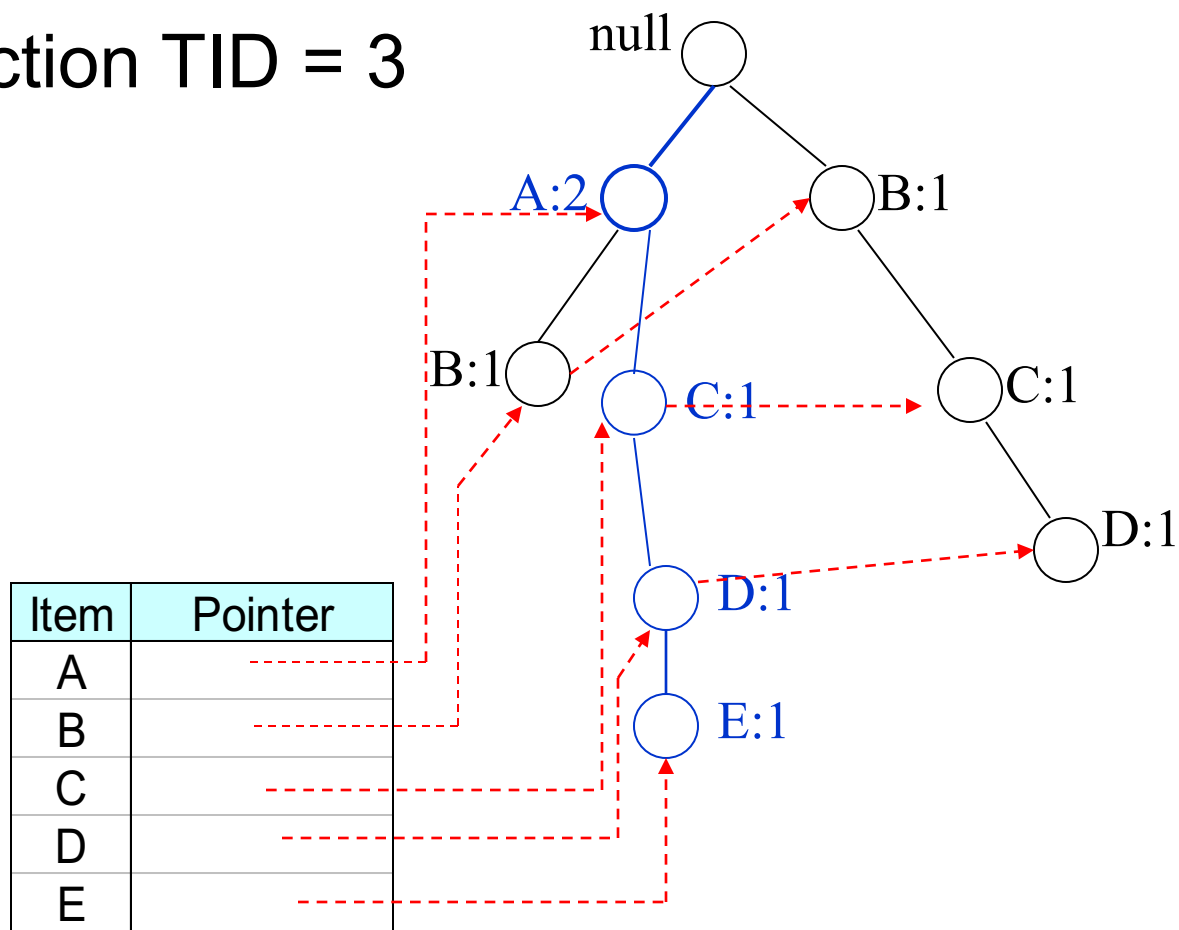 ction TID = 3
null
A:2
B:1
B:1
C:1
C:1
D:1
D:1
E:1
Item Pointer
A
B
C
D
E